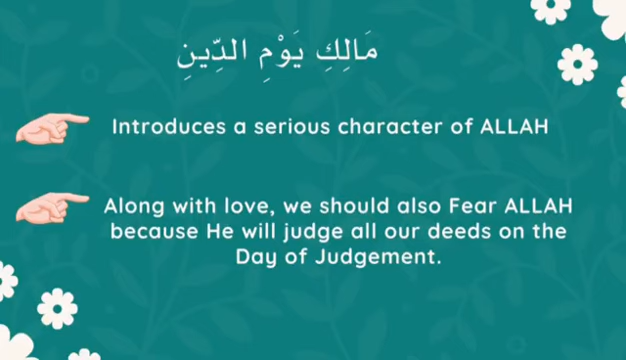 مَالِكِ يَوْمِ الدِّينِ
Introduces a serious character of ALLAH
Along with love, we should also Fear ALLAH
because He will judge all our deeds on the
Day of Judgement.